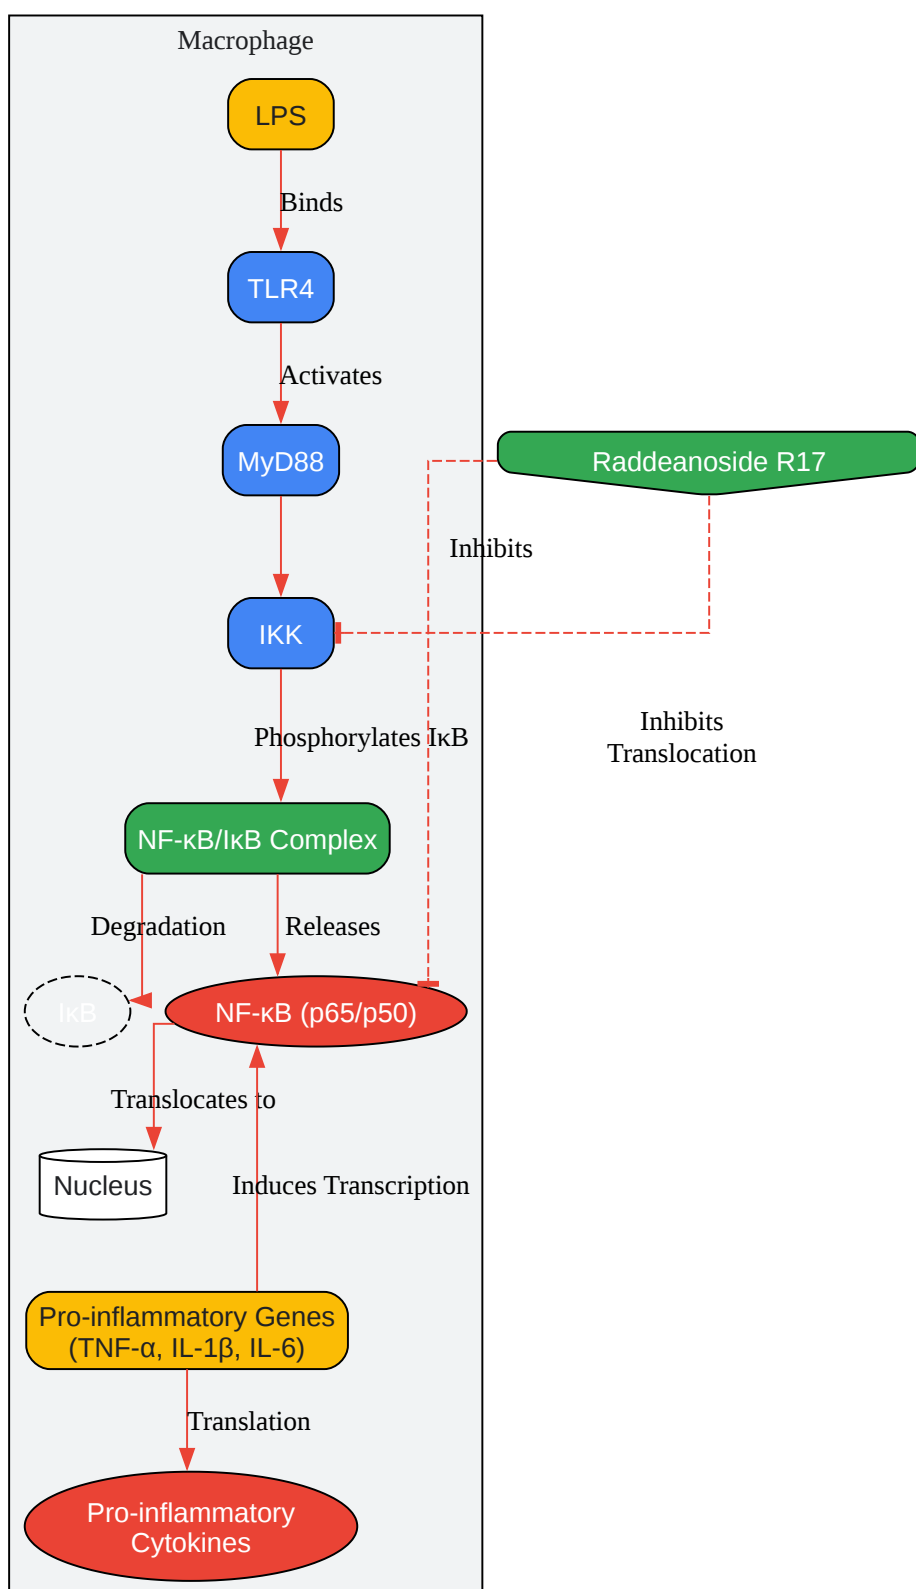 Macrophage
LPS
Binds
TLR4
Activates
MyD88
Raddeanoside R17
Inhibits
IKK
Phosphorylates IκB
Inhibits
Translocation
NF-κB/IκB Complex
Degradation
Releases
IκB
NF-κB (p65/p50)
Translocates to
Nucleus
Induces Transcription
Pro-inflammatory Genes
(TNF-α, IL-1β, IL-6)
Translation
Pro-inflammatory
Cytokines